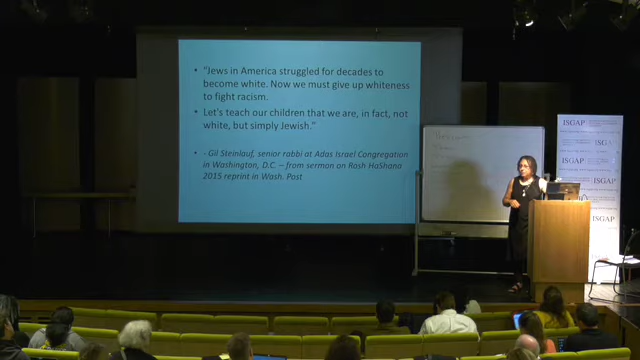 • “Jews in America struggled for decades to
become white. Now we must give up whiteness
to fight racism.
• Let's teach our children that we are, in fact, not
white, but simply Jewish.”
• - Gil Steinlauf, senior rabbi at Adas Israel Congregation
in Washington, D.C. – from sermon on Rosh HaShana
2015 reprint in Wash. Post
ISGAP
ISGAP
ISGAP
ISGAP